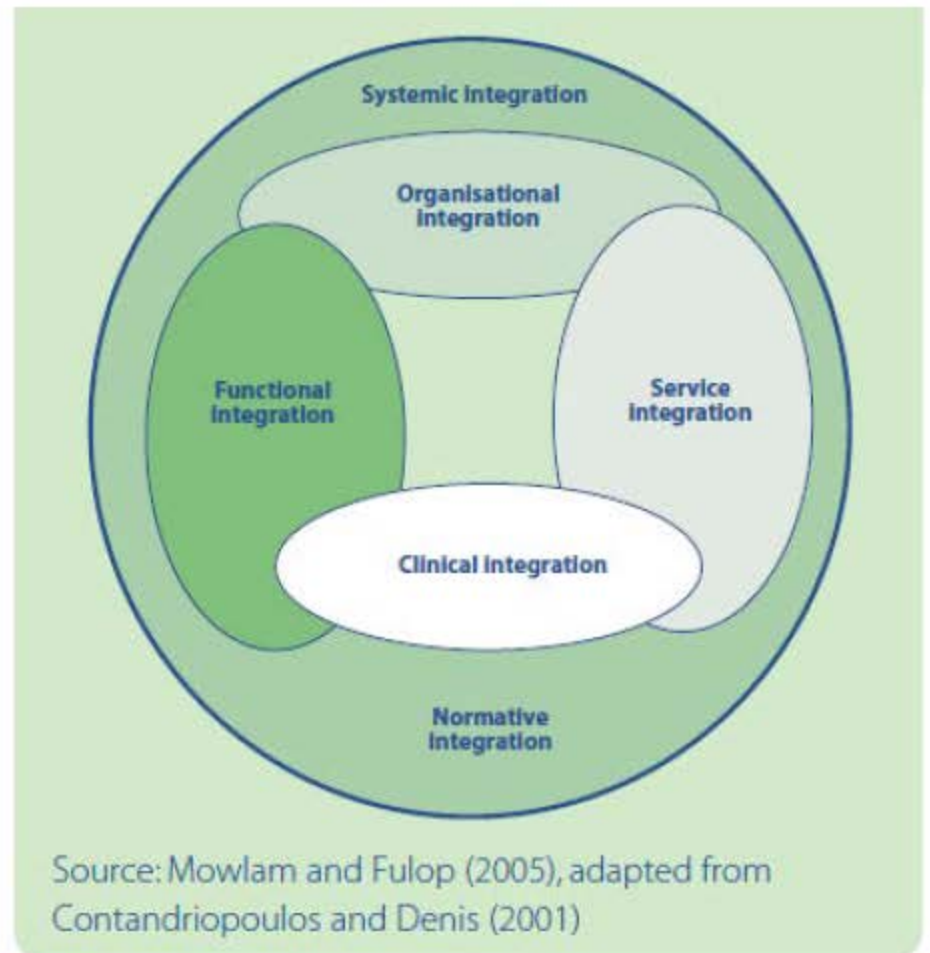 Systemic integration
Organisational
integration
Functional
integration
Service
integration
Clinical integration
Normative
integration
Source: Mowlam and Fulop (2005), adapted from
Contandriopoulos and Denis (2001)